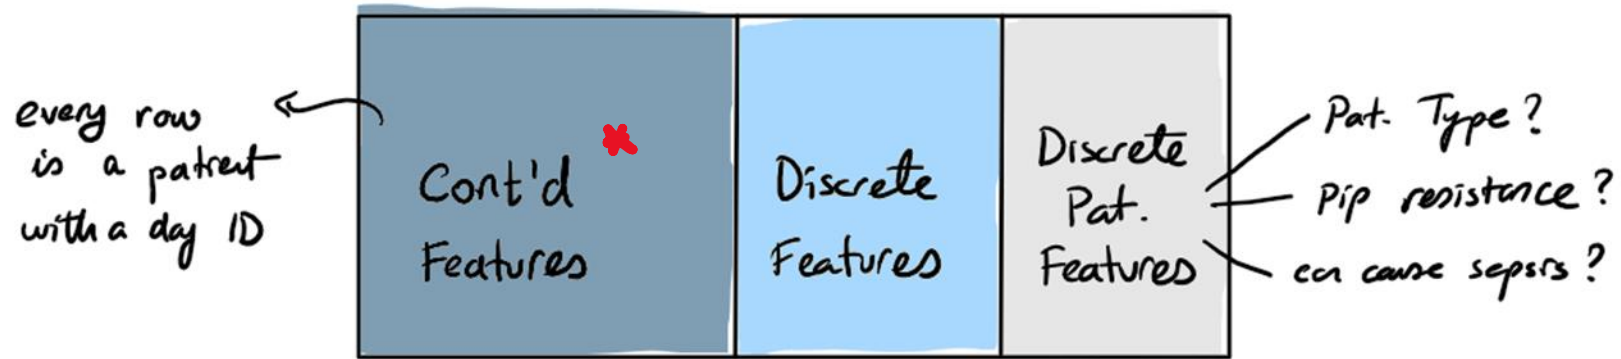 every row
is a patient
with a day ID
Cont'd
Features
Discrete
Features
Discrete
Pat.
Features
Pat. Type?
Pip resistance?
can cause sepsis?